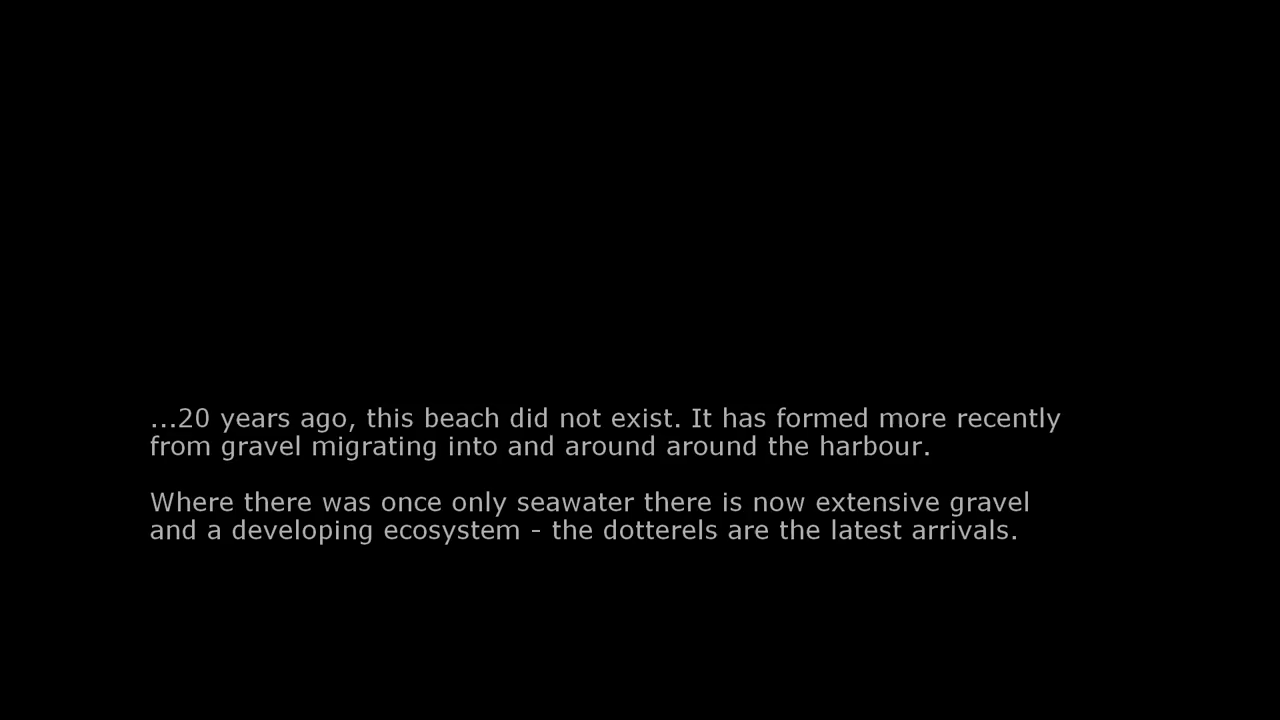 ...20 years ago, this beach did not exist. It has formed more recently
from gravel migrating into and around around the harbour.
Where there was once only seawater there is now extensive gravel
and a developing ecosystem - the dotterels are the latest arrivals.